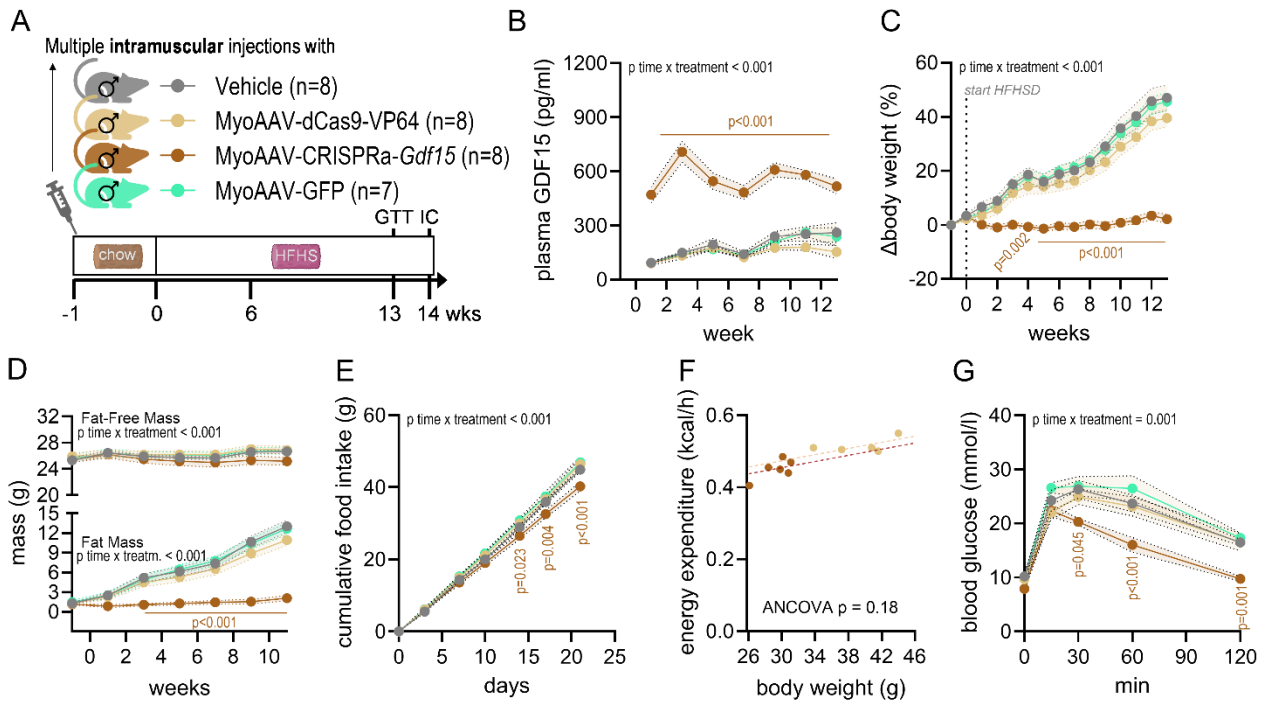 A
Multiple intramuscular injections with
Vehicle (n=8)
MyoAAV-dCas9-VP64 (n=8)
MyoAAV-CRISPRa-Gdf15 (n=8)
MyoAAV-GFP (n=7)
GTT IC
chow
HFHS
-1 0 6 13 14 wks
B
p time x treatment < 0.001
p<0.001
plasma GDF15 (pg/ml)
1200
900
600
300
0
0 2 4 6 8 10 12
week
C
p time x treatment < 0.001
start HFHSD
Δbody weight (%)
60
40
20
0
-20
p=0.002
p<0.001
0 2 4 6 8 10 12
weeks
D
Fat-Free Mass
p time x treatment < 0.001
mass (g)
32
28
24
20
16
15
12
9
6
3
0
Fat Mass
p time x treatm. < 0.001
p<0.001
0 2 4 6 8 10
weeks
E
p time x treatment < 0.001
cumulative food intake (g)
60
40
20
0
p=0.023
p=0.004
p<0.001
0 5 10 15 20 25
days
F
energy expenditure (kcal/h)
0.6
0.4
0.2
0.0
ANCOVA p = 0.18
26 30 34 38 42 46
body weight (g)
G
p time x treatment = 0.001
blood glucose (mmol/l)
40
30
20
10
0
p=0.045
p<0.001
p=0.001
0 30 60 90 120
min